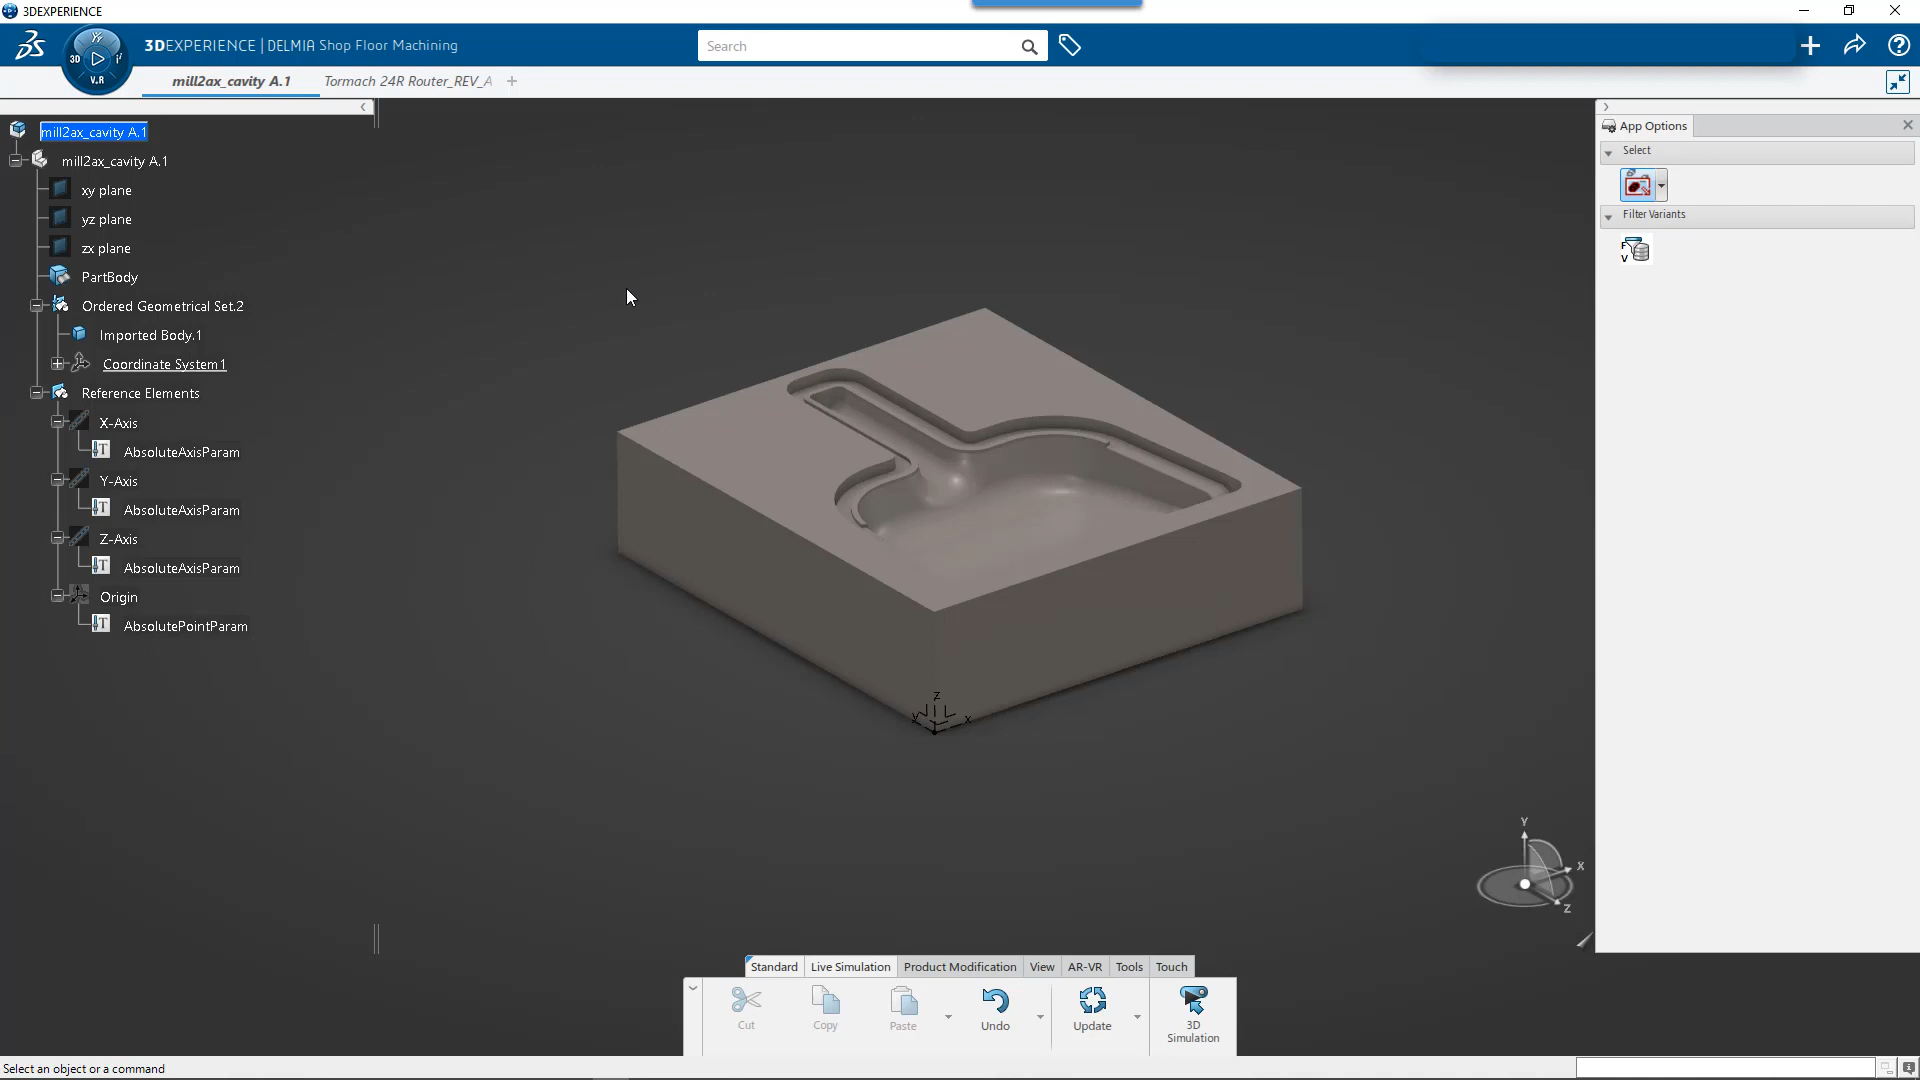 3DEXPERIENCE
3DEXPERIENCE | DELMIA Shop Floor Machining
Search
3D
V.R
mill2ax_cavity A.1
Tormach 24R Router_REV_A
mill2ax_cavity A.1
mill2ax_cavity A.1
xy plane
yz plane
zx plane
PartBody
Ordered Geometrical Set.2
Imported Body.1
Coordinate System1
Reference Elements
X-Axis
AbsoluteAxisParam
Y-Axis
AbsoluteAxisParam
Z-Axis
AbsoluteAxisParam
Origin
AbsolutePointParam
App Options
Select
Filter Variants
F
V
z
y
x
Y
X
Z
Standard
Live Simulation
Product Modification
View
AR-VR
Tools
Touch
Cut
Copy
Paste
Undo
Update
3D
Simulation
Select an object or a command